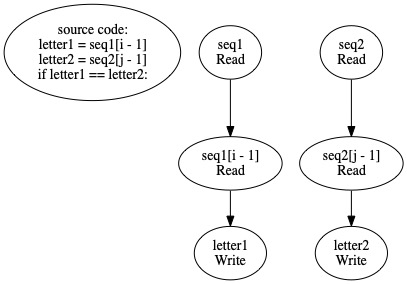 source code:
letter1 = seq1[i - 1]
letter2 = seq2[j - 1]
if letter1 == letter2:
seq1
Read
seq2
Read
seq1[i - 1]
Read
seq2[j - 1]
Read
letter1
Write
letter2
Write